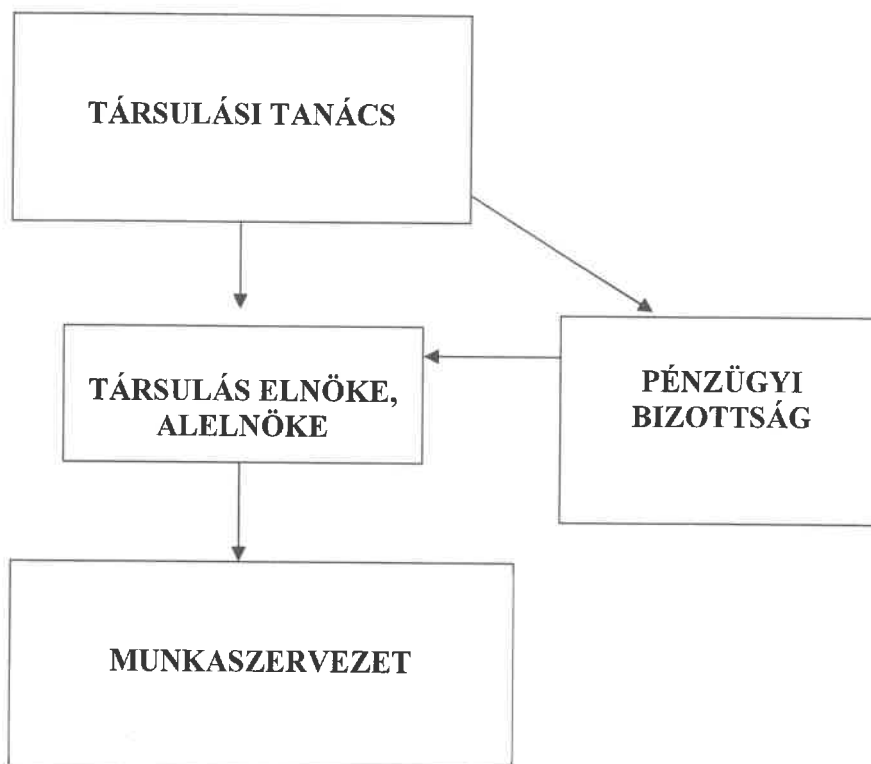 TÁRSULÁSI TANÁCS
TÁRSULÁS ELNÖKE,
ALELNÖKE
PÉNZÜGYI
BIZOTTSÁG
MUNKASZERVEZET